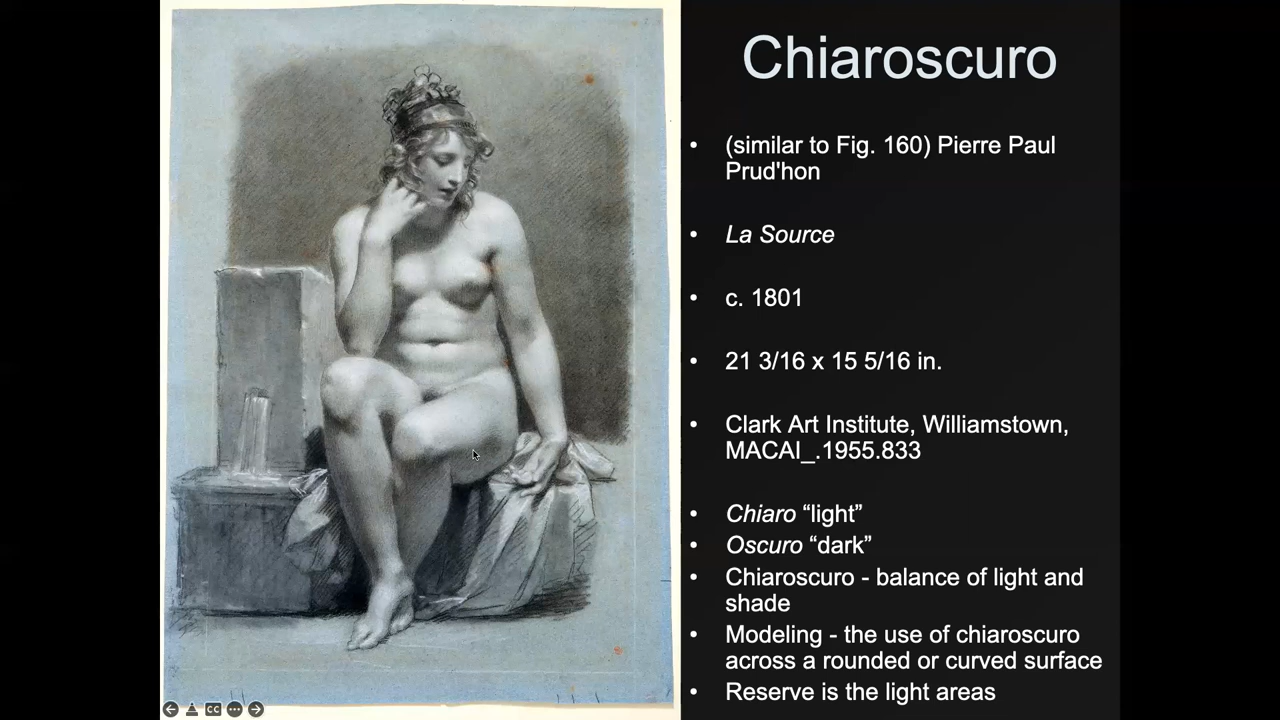 Chiaroscuro
• (similar to Fig. 160) Pierre Paul
Prud'hon
• La Source
• c. 1801
• 21 3/16 x 15 5/16 in.
• Clark Art Institute, Williamstown,
MACAI_.1955.833
• Chiaro “light”
• Oscuro “dark”
• Chiaroscuro - balance of light and
shade
• Modeling - the use of chiaroscuro
across a rounded or curved surface
• Reserve is the light areas
CC